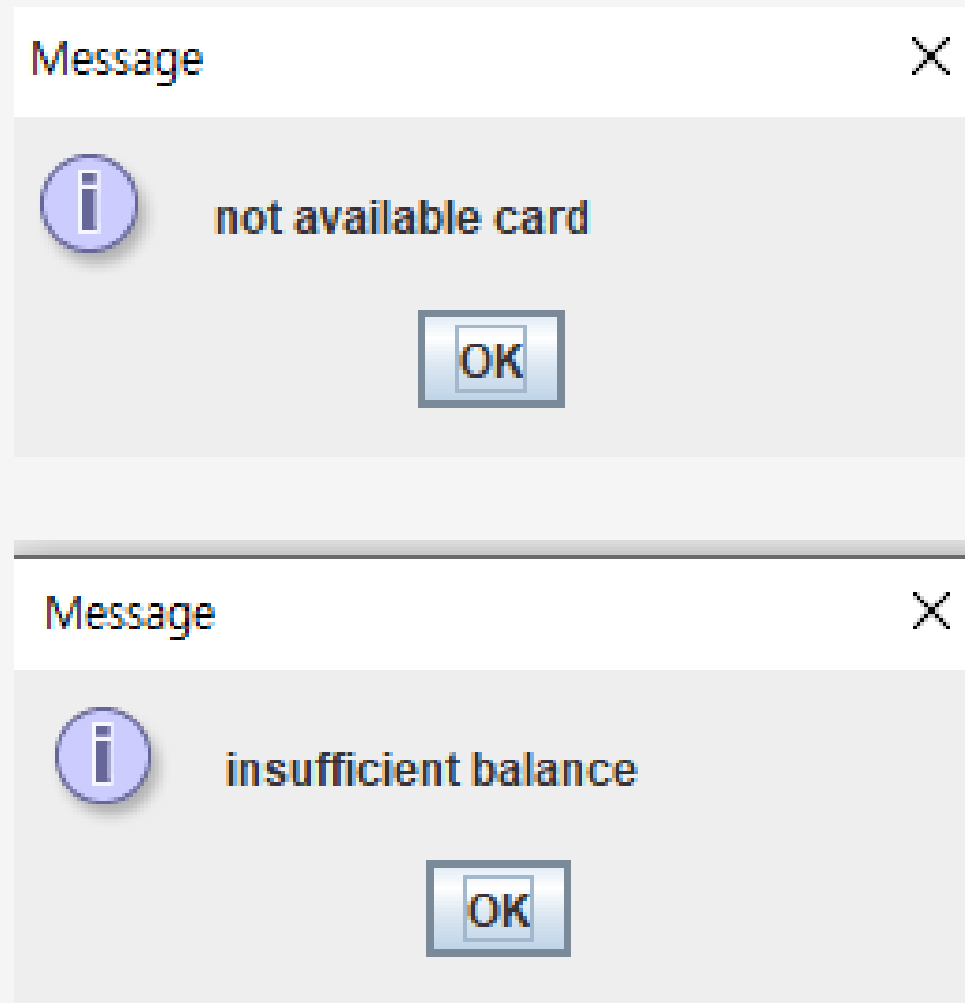 Message
not available card
OK
Message
insufficient balance
OK